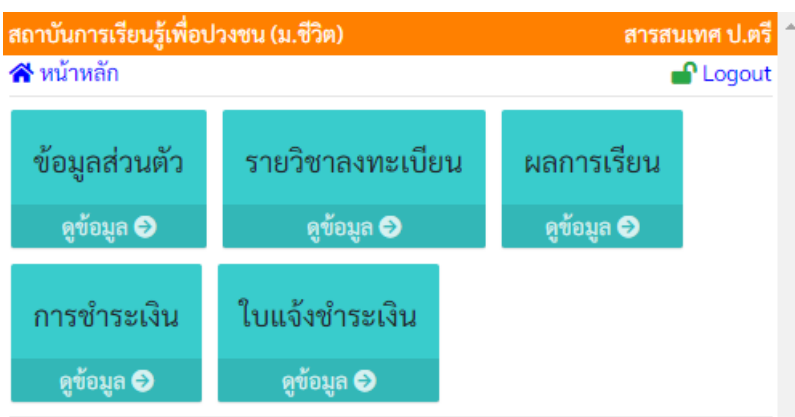 สถาบันการเรียนรู้เพื่อปวงชน (ม.ชีวิต) สารสนเทศ ป.ตรี
หน้าหลัก Logout
ข้อมูลส่วนตัว รายวิชาลงทะเบียน ผลการเรียน
ดูข้อมูล ดูข้อมูล ดูข้อมูล
การชำระเงิน ใบแจ้งชำระเงิน
ดูข้อมูล ดูข้อมูล